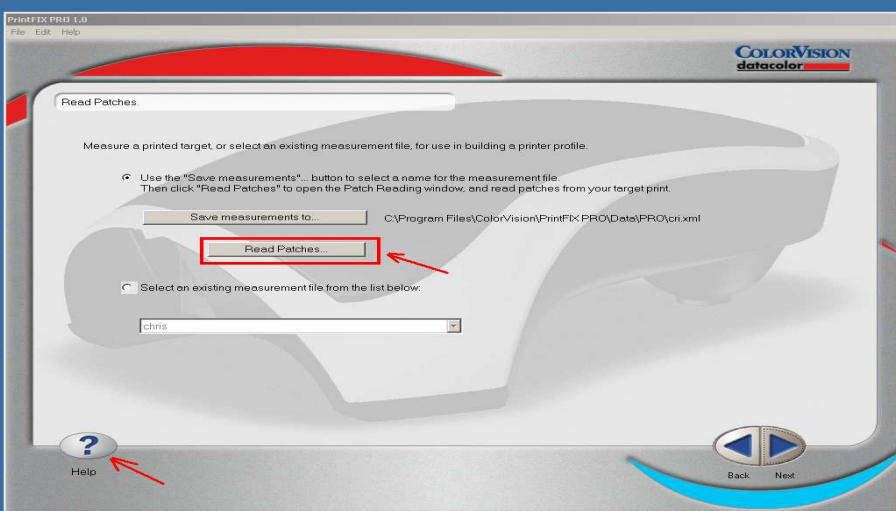 PrintFIX PRO 1.0
File Edit Help
COLORVISION
datacolor
Read Patches
Measure a printed target, or select an existing measurement file, for use in building a printer profile.
Use the "Save measurements"... button to select a name for the measurement file.
Then click "Read Patches" to open the Patch Reading window, and read patches from your target print.
Save measurements to...
C:\Program Files\ColorVision\PrintFIX PRO\Data\PRO\cri.xml
Read Patches...
Select an existing measurement file from the list below:
chris
?
Help
Back Next